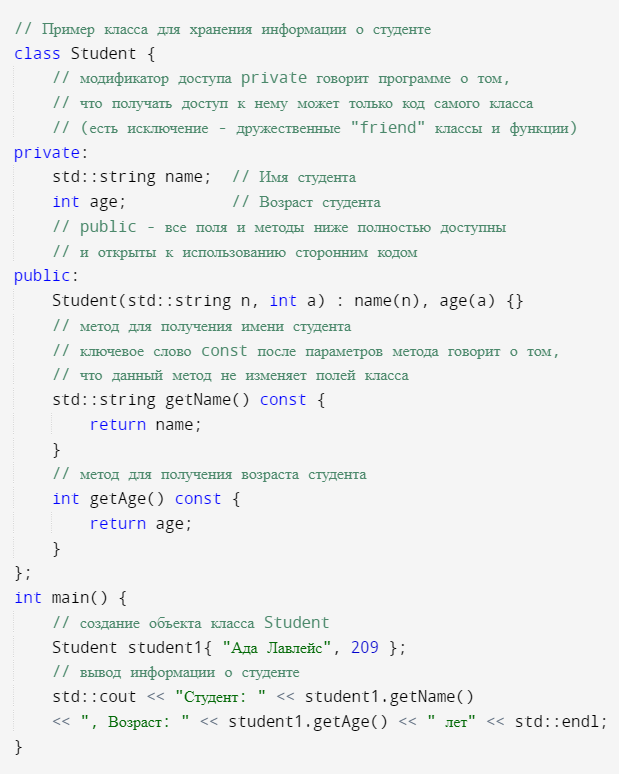 // Пример класса для хранения информации о студенте
class Student {
    // модификатор доступа private говорит программе о том,
    // что получать доступ к нему может только код самого класса
    // (есть исключение - дружественные "friend" классы и функции)
private:
    std::string name;  // Имя студента
    int age;           // Возраст студента
    // public - все поля и методы ниже полностью доступны
    // и открыты к использованию сторонним кодом
public:
    Student(std::string n, int a) : name(n), age(a) {}
    // метод для получения имени студента
    // ключевое слово const после параметров метода говорит о том,
    // что данный метод не изменяет полей класса
    std::string getName() const {
        return name;
    }
    // метод для получения возраста студента
    int getAge() const {
        return age;
    }
};
int main() {
    // создание объекта класса Student
    Student student1{ "Ада Лавлейс", 209 };
    // вывод информации о студенте
    std::cout << "Студент: " << student1.getName()
    << ", Возраст: " << student1.getAge() << " лет" << std::endl;
}